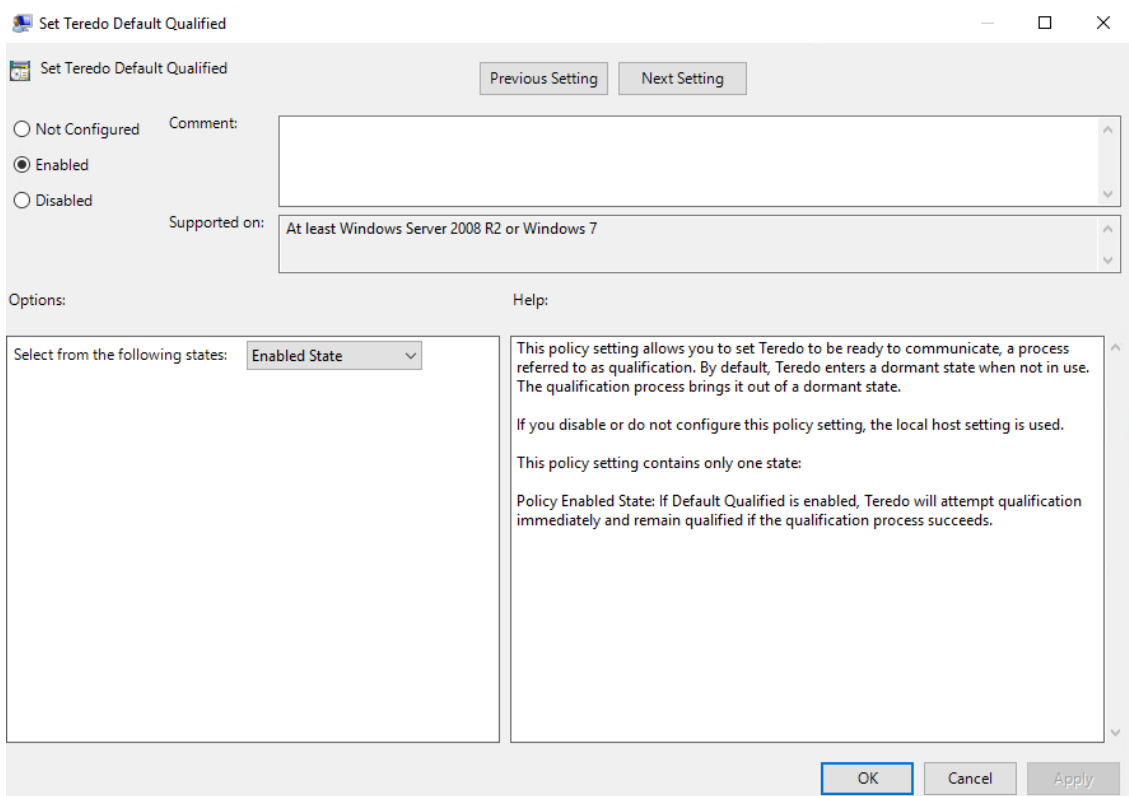 Set Teredo Default Qualified
Set Teredo Default Qualified
Previous Setting
Next Setting
Not Configured
Comment:
Enabled
Disabled
Supported on:
At least Windows Server 2008 R2 or Windows 7
Options:
Help:
Select from the following states:
Enabled State
This policy setting allows you to set Teredo to be ready to communicate, a process
referred to as qualification. By default, Teredo enters a dormant state when not in use.
The qualification process brings it out of a dormant state.
If you disable or do not configure this policy setting, the local host setting is used.
This policy setting contains only one state:
Policy Enabled State: If Default Qualified is enabled, Teredo will attempt qualification
immediately and remain qualified if the qualification process succeeds.
OK
Cancel
Apply